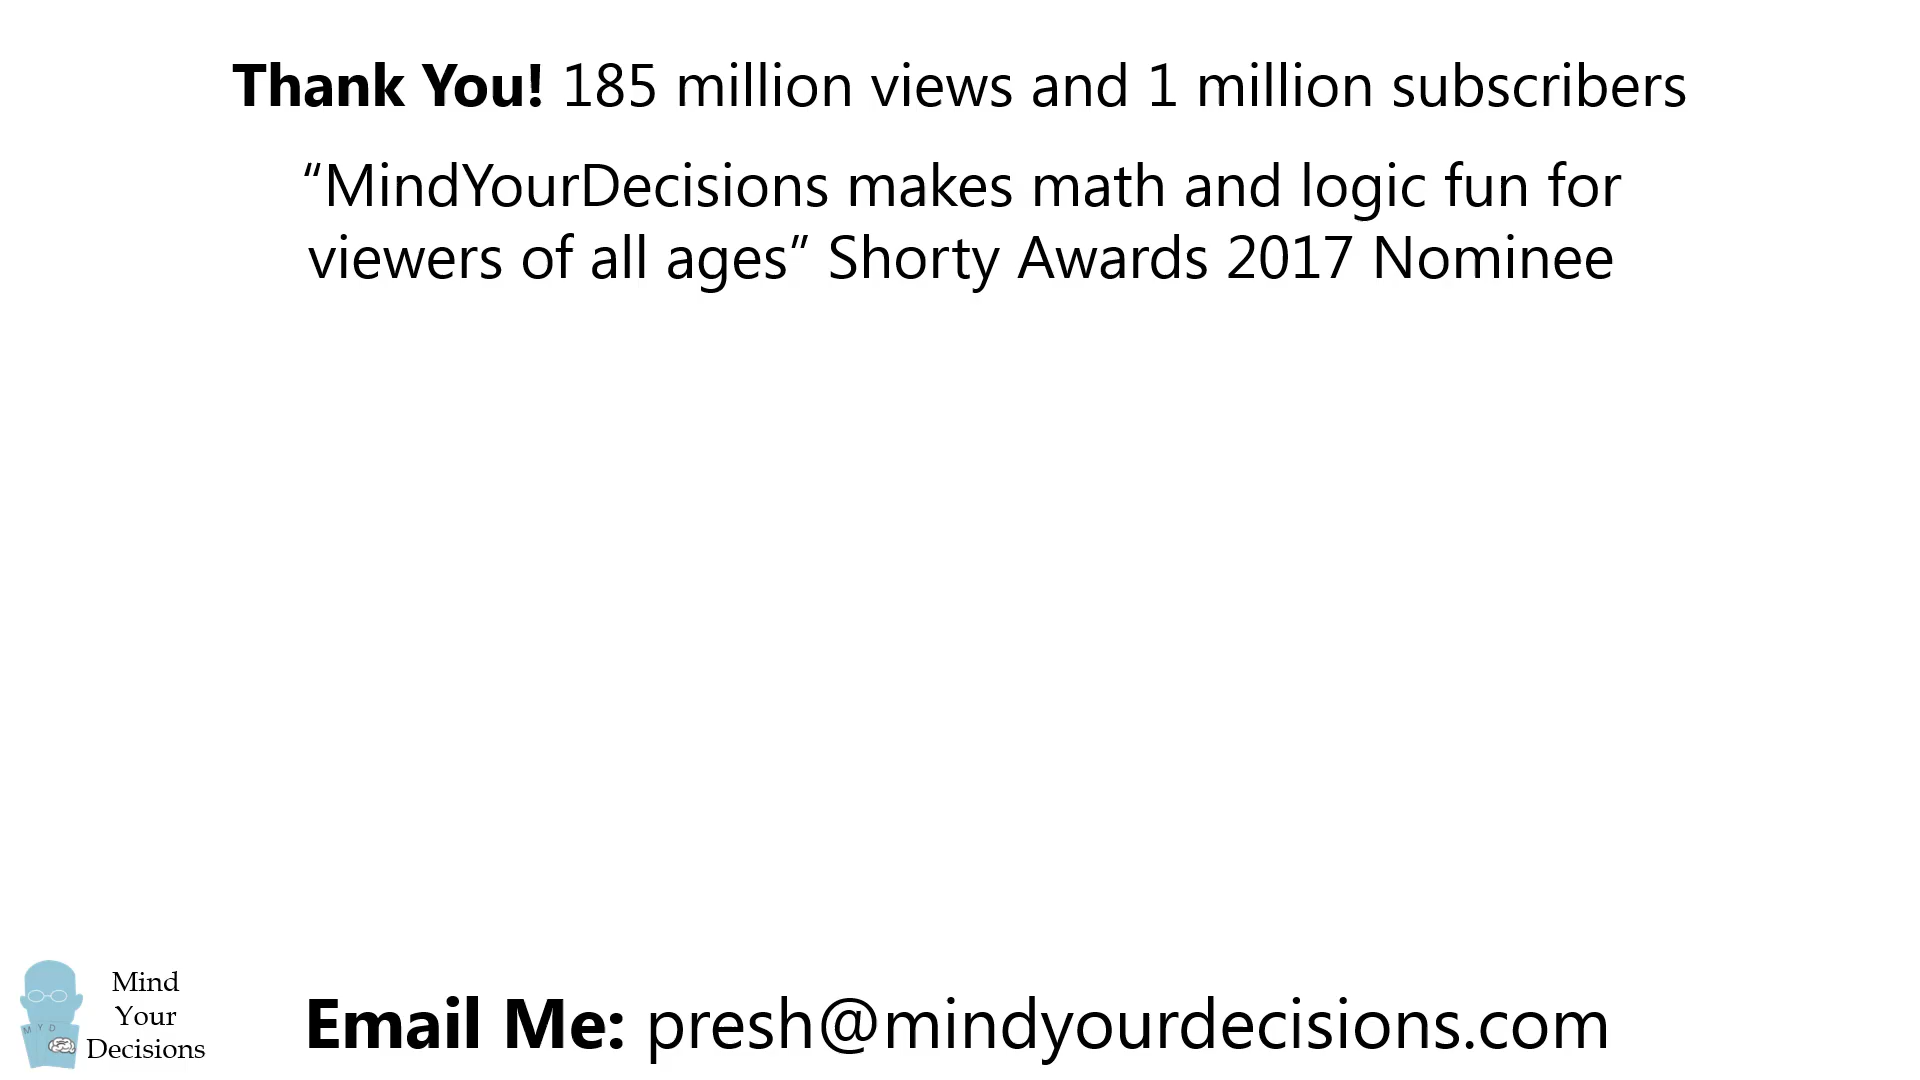 Thank You! 185 million views and 1 million subscribers
“MindYourDecisions makes math and logic fun for
viewers of all ages” Shorty Awards 2017 Nominee
M Y D
Mind
Your
Decisions
Email Me: presh@mindyourdecisions.com